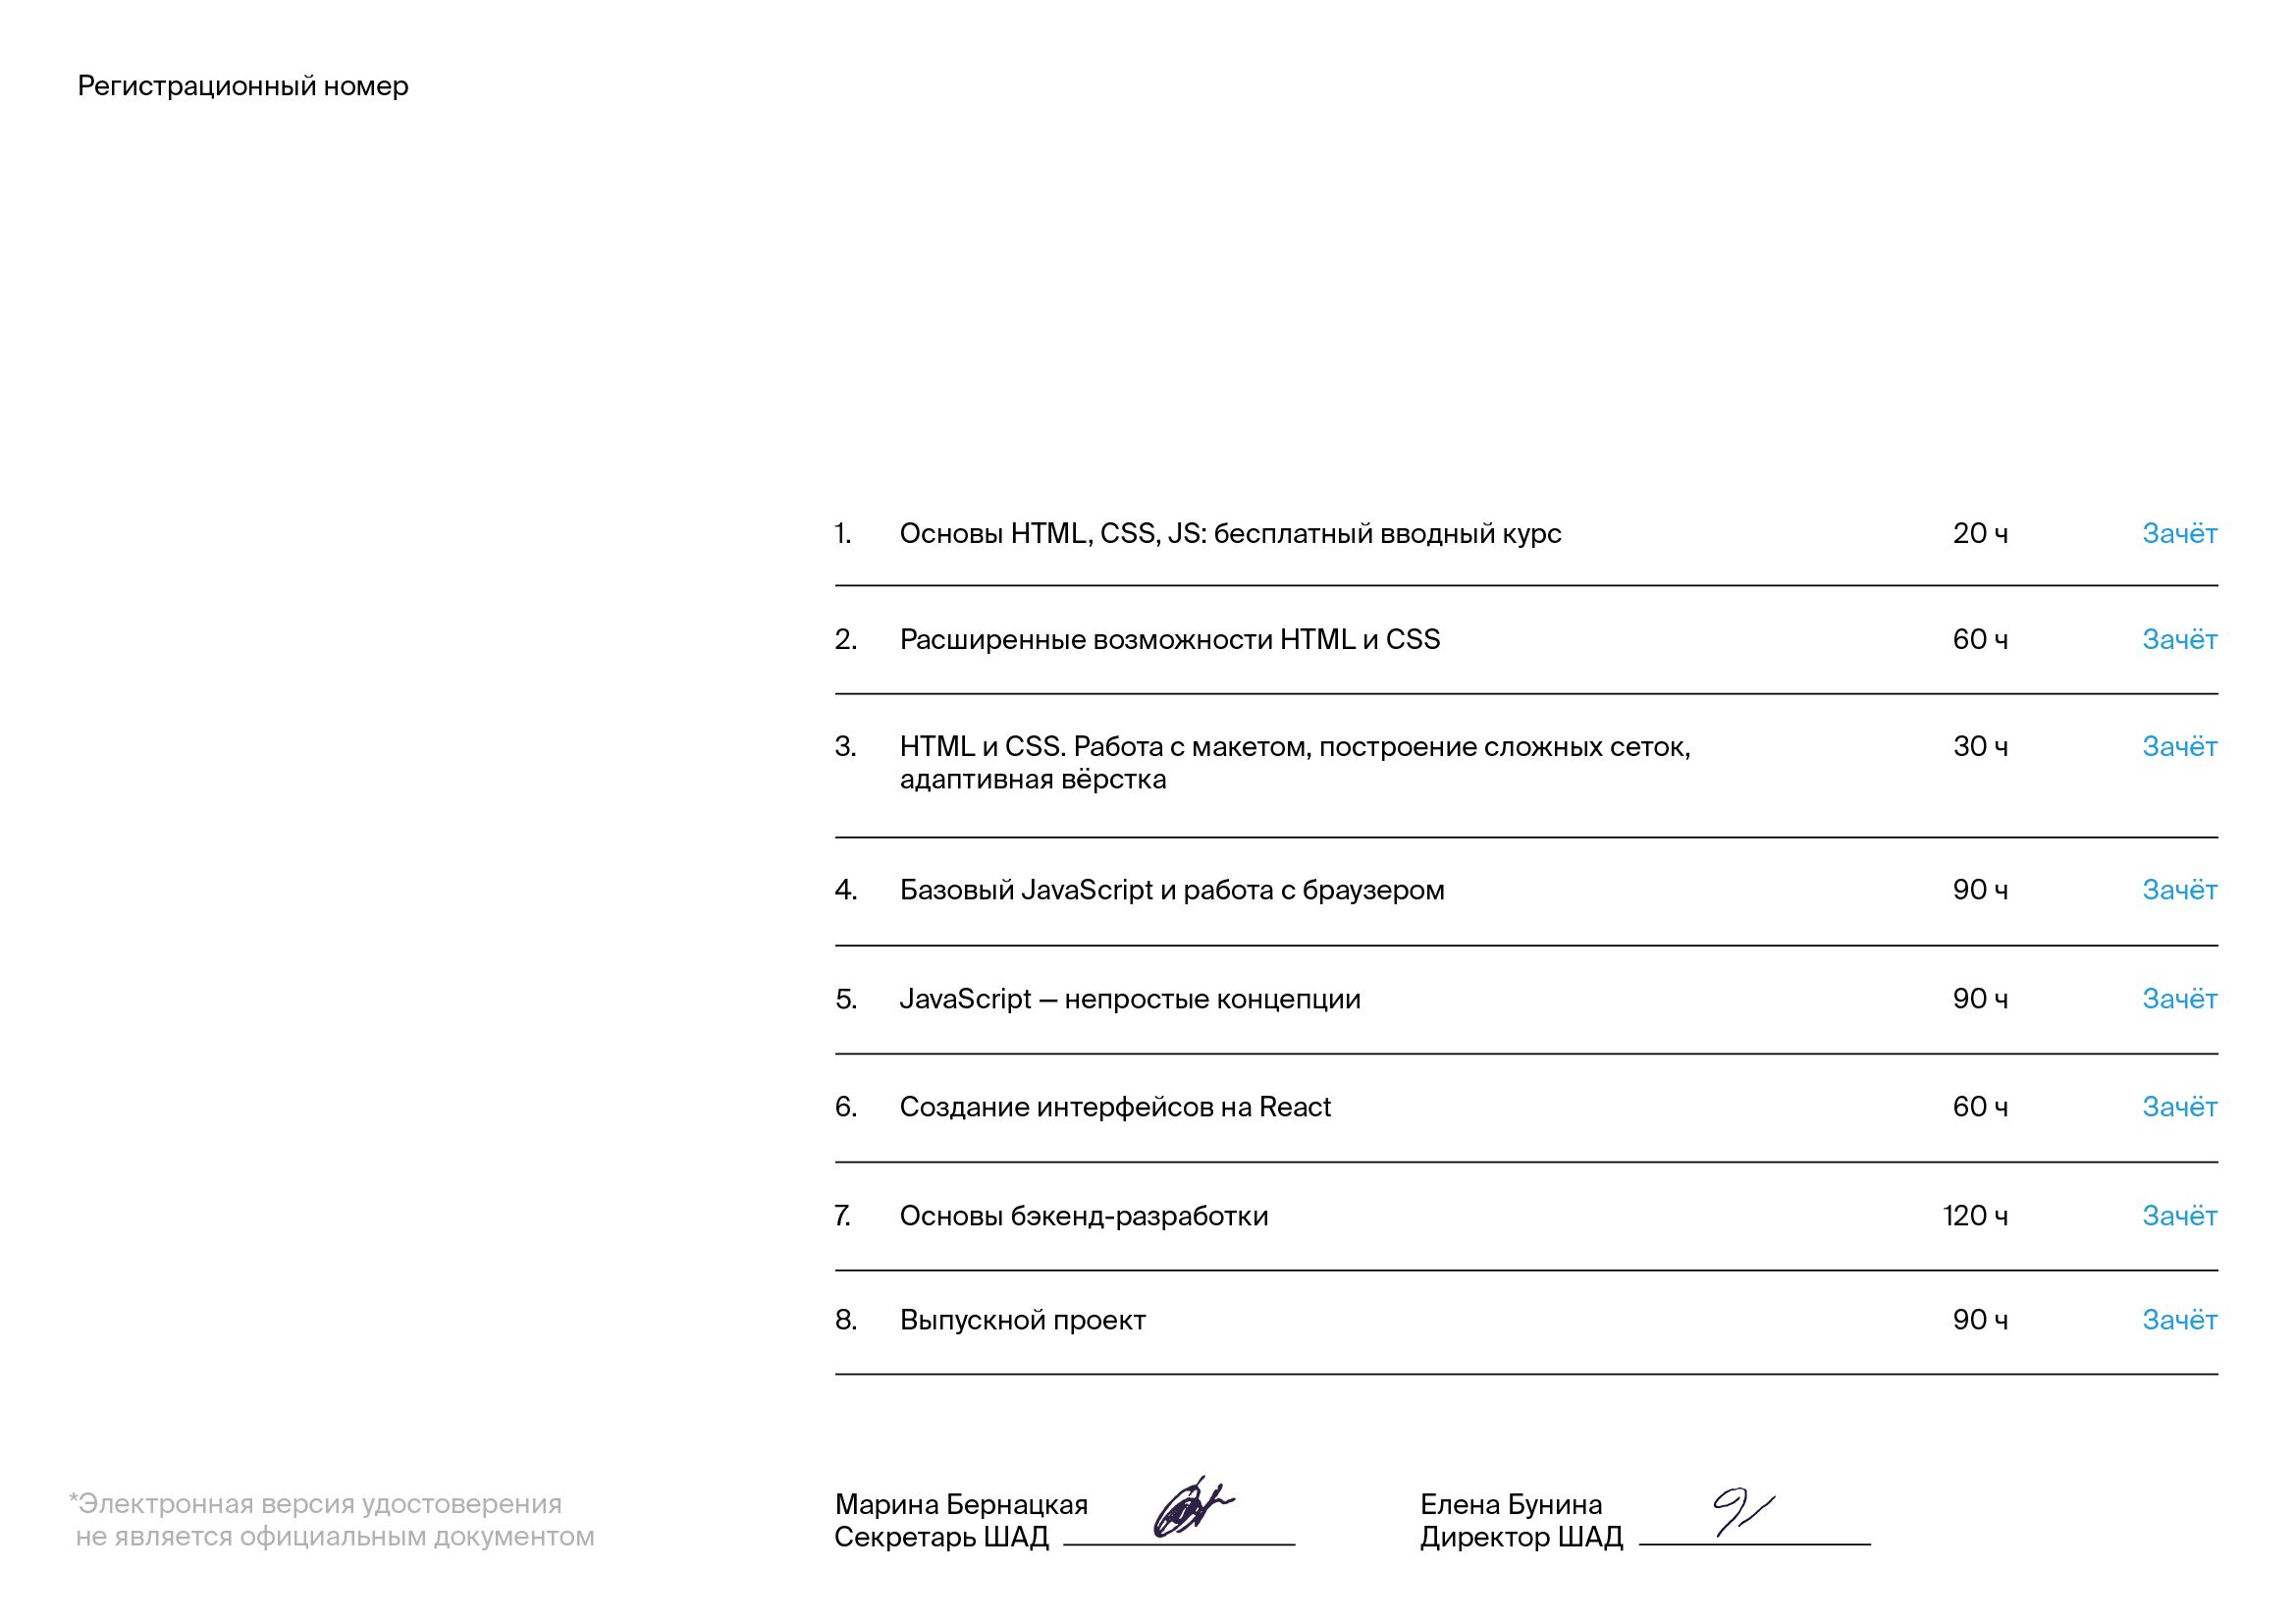 Регистрационный номер
1. Основы HTML, CSS, JS: бесплатный вводный курс 20 ч Зачёт
2. Расширенные возможности HTML и CSS 60 ч Зачёт
3. HTML и CSS. Работа с макетом, построение сложных сеток, 30 ч Зачёт
адаптивная вёрстка
4. Базовый JavaScript и работа с браузером 90 ч Зачёт
5. JavaScript — непростые концепции 90 ч Зачёт
6. Создание интерфейсов на React 60 ч Зачёт
7. Основы бэкенд-разработки 120 ч Зачёт
8. Выпускной проект 90 ч Зачёт
*Электронная версия удостоверения
не является официальным документом
Марина Бернацкая
Секретарь ШАД
Елена Бунина
Директор ШАД